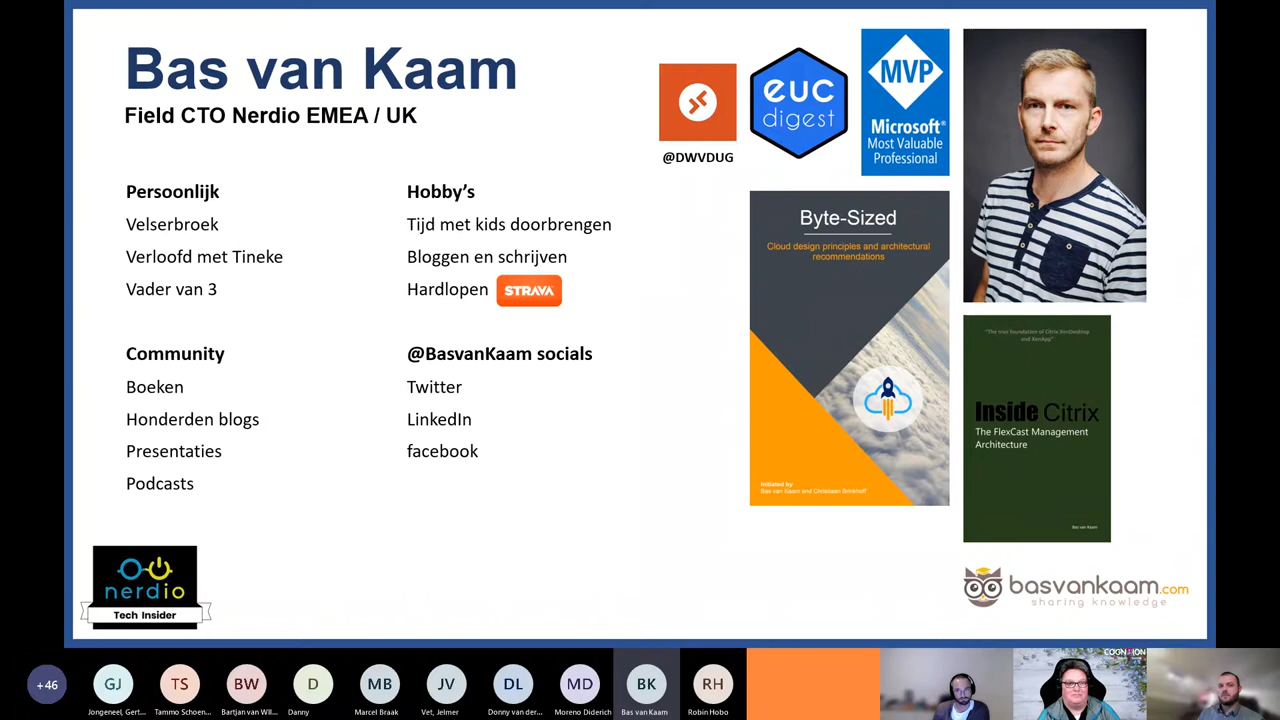 Bas van Kaam
Field CTO Nerdio EMEA / UK
Persoonlijk
Velserbroek
Verloofd met Tineke
Vader van 3
Hobby's
Tijd met kids doorbrengen
Bloggen en schrijven
Hardlopen STRAVA
Community
Boeken
Honderden blogs
Presentaties
Podcasts
@BasvanKaam socials
Twitter
LinkedIn
facebook
@DWVDUG
euc
digest
MVP
Microsoft®
Most Valuable
Professional
Byte-Sized
Cloud design principles and architectural
recommendations
Initiated by
Bas van Kaam and Christiaan Brinkhoff
"The true foundation of Citrix XenDesktop
and XenApp"
Inside Citrix
The FlexCast Management
Architecture
Bas van Kaam
nerdio
Tech Insider
basvankaam.com
sharing knowledge
+46
GJ
TS
BW
D
MB
JV
DL
MD
BK
RH
Jongeneel, Gert...
Tammo Schoen...
Bartjan van Wil...
Danny
Marcel Braak
Vet, Jelmer
Donny van der...
Moreno Diderich
Bas van Kaam
Robin Hobo